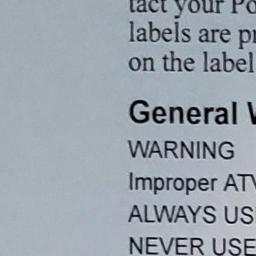 tact your Po
labels are pr
on the label
General W
WARNING
Improper ATV
ALWAYS US
NEVER USE